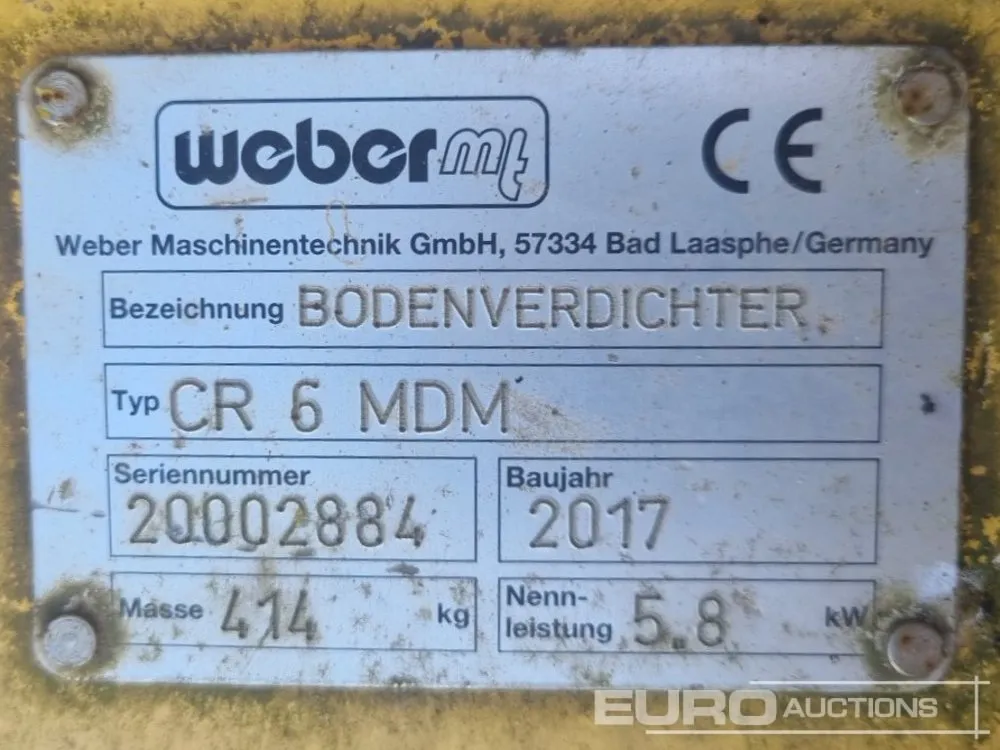 weber mt CE
Weber Maschinentechnik GmbH, 57334 Bad Laasphe/Germany
Bezeichnung BODENVERDICHTER
Typ CR 6 MDM
Seriennummer Baujahr
20002884 2017
Masse 414 kg Nenn-
leistung 5.8 kW
EURO AUCTIONS